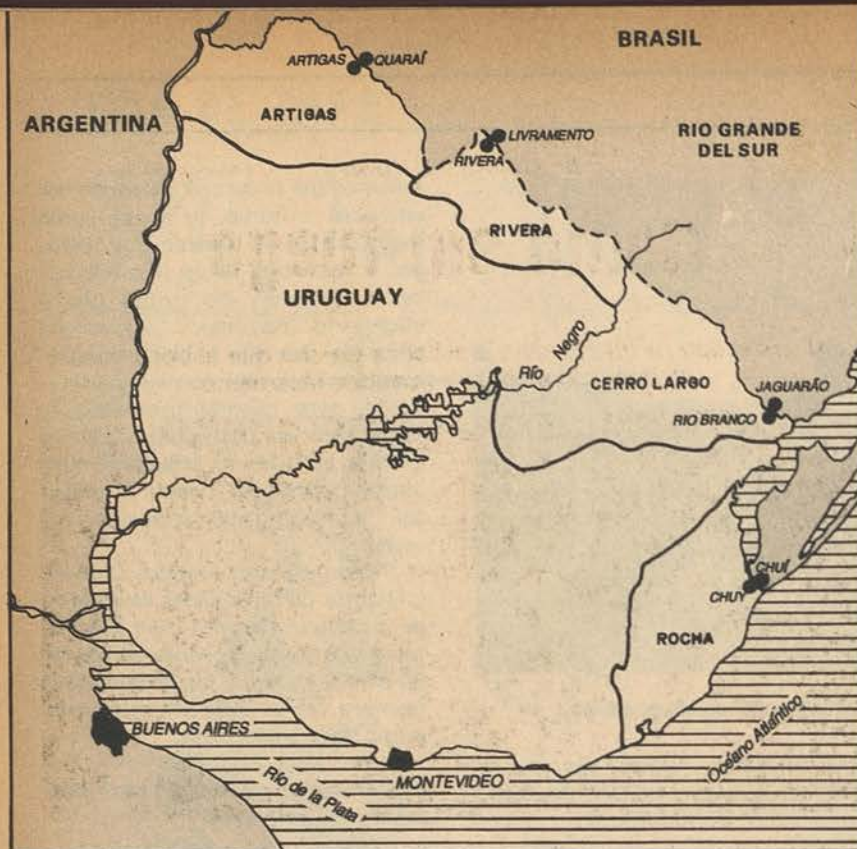 BRASIL
ARTIGAS
QUARAÍ
ARGENTINA
ARTIGAS
LIVRAMENTO
RIVERA
RIO GRANDE
DEL SUR
RIVERA
URUGUAY
Río Negro
CERRO LARGO
JAGUARÃO
RIO BRANCO
CHUÍ
CHUY
ROCHA
BUENOS AIRES
MONTEVIDEO
Río de la Plata
Océano Atlántico